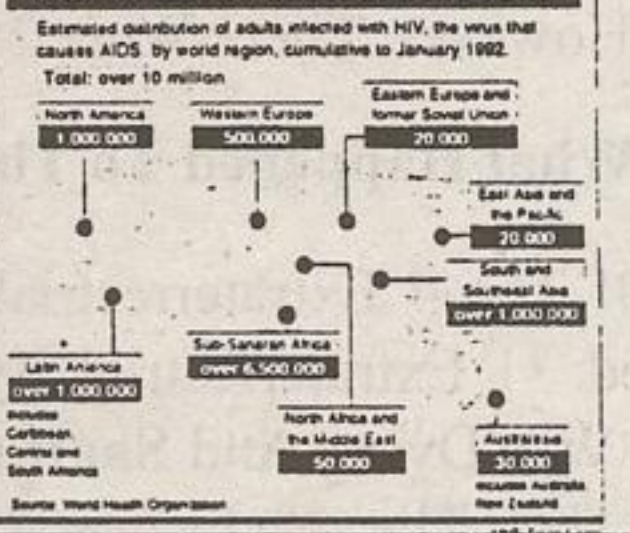 Estimated distribution of adults infected with HIV, the virus that
causes AIDS, by world region, cumulative to January 1992.
Total: over 10 million
North America
1,000,000
Western Europe
500,000
Eastern Europe and
former Soviet Union
20,000
East Asia and
the Pacific
20,000
South and
Southeast Asia
over 1,000,000
Sub-Saharan Africa
over 6,500,000
Latin America
over 1,000,000
Includes
Caribbean,
Central and
South America
North Africa and
the Middle East
50,000
Australasia
30,000
Includes Australia
New Zealand
Source: World Health Organization